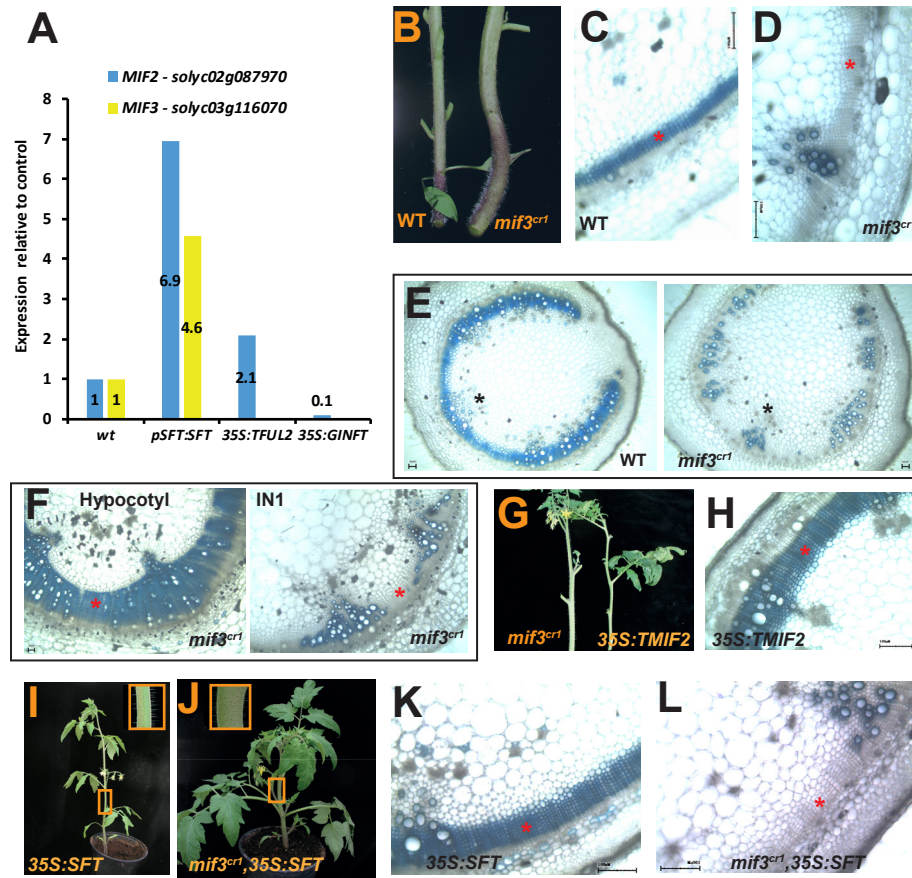 A
MIF2 - solyc02g087970
MIF3 - solyc03g116070
Expression relative to control
8
7
6
5
4
3
2
1
0
1
1
6.9
4.6
2.1
0.1
wt
pSFT:SFT
35S:TFUL2
35S:GINFT
B
WT
mif3cr1
C
WT
D
mif3cr
E
WT
mif3cr1
F
Hypocotyl
mif3cr1
IN1
mif3cr1
G
mif3cr1
35S:TMIF2
H
35S:TMIF2
I
35S:SFT
J
mif3cr1,35S:SFT
K
35S:SFT
L
mif3cr1,35S:SFT